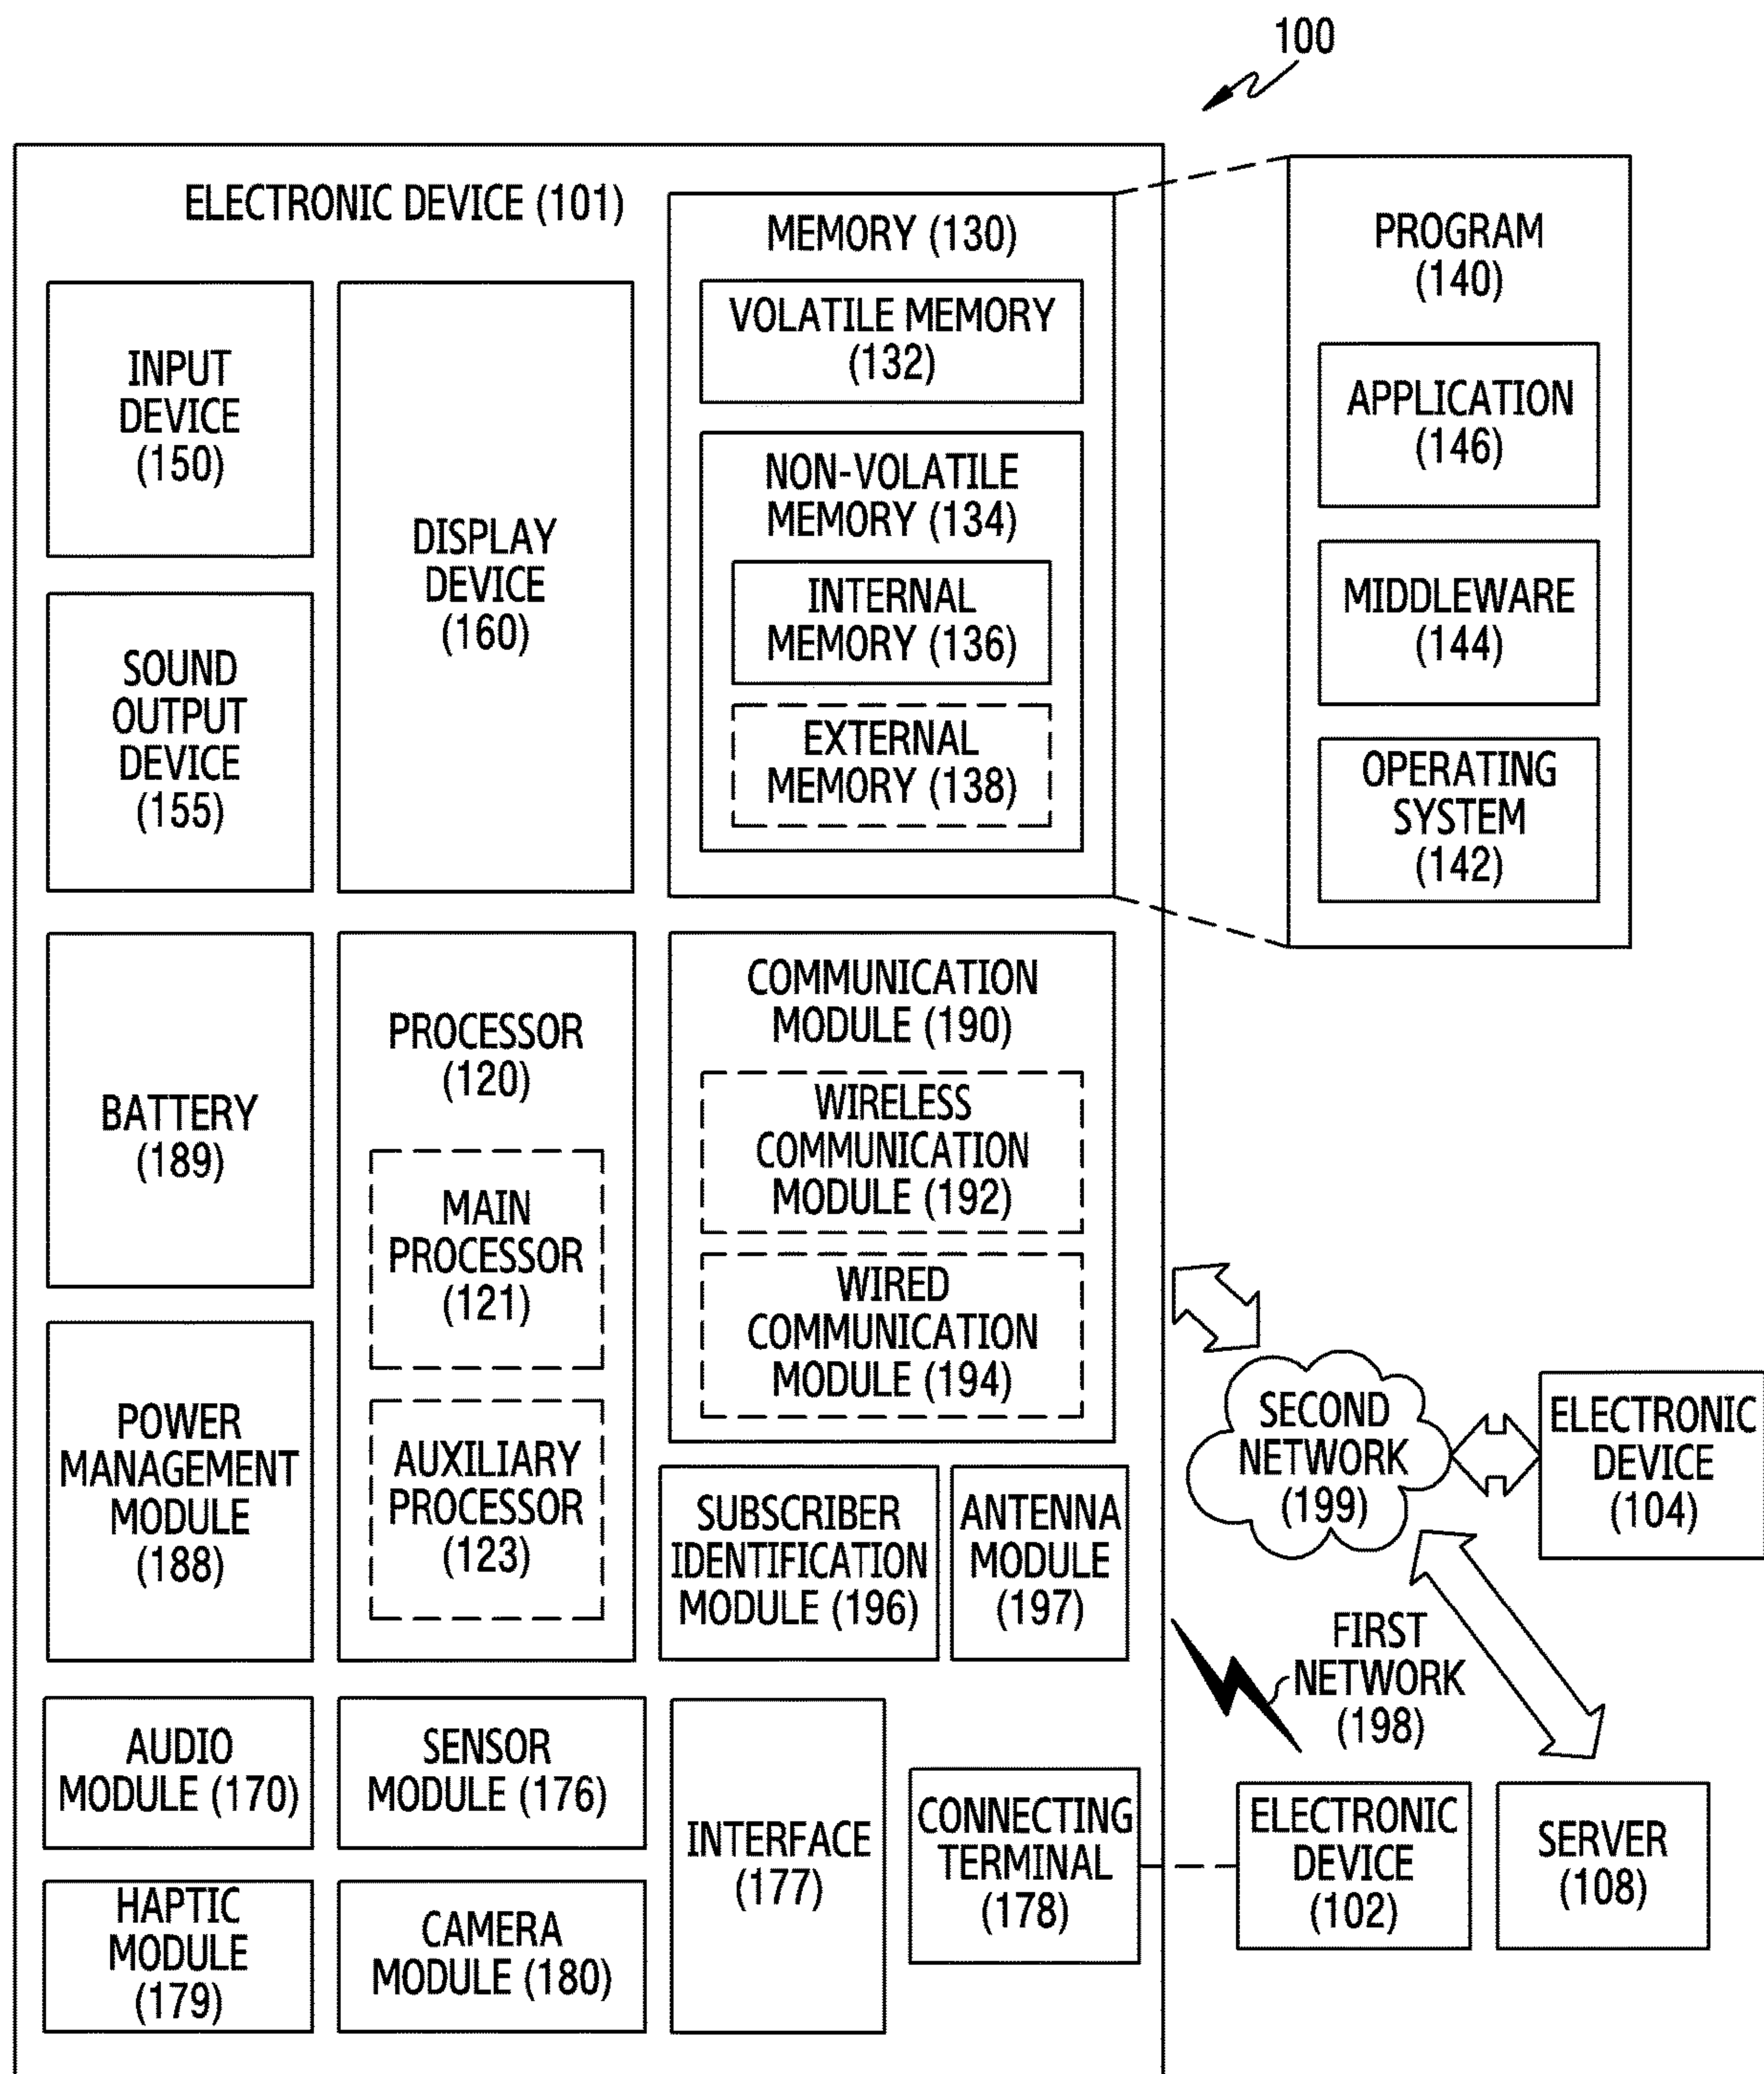 100
ELECTRONIC DEVICE (101)
INPUT
DEVICE
(150)
SOUND
OUTPUT
DEVICE
(155)
DISPLAY
DEVICE
(160)
MEMORY (130)
VOLATILE MEMORY
(132)
NON-VOLATILE
MEMORY (134)
INTERNAL
MEMORY (136)
EXTERNAL
MEMORY (138)
PROGRAM
(140)
APPLICATION
(146)
MIDDLEWARE
(144)
OPERATING
SYSTEM
(142)
BATTERY
(189)
POWER
MANAGEMENT
MODULE
(188)
PROCESSOR
(120)
MAIN
PROCESSOR
(121)
AUXILIARY
PROCESSOR
(123)
COMMUNICATION
MODULE (190)
WIRELESS
COMMUNICATION
MODULE (192)
WIRED
COMMUNICATION
MODULE (194)
SUBSCRIBER
IDENTIFICATION
MODULE (196)
ANTENNA
MODULE
(197)
SECOND
NETWORK
(199)
ELECTRONIC
DEVICE
(104)
FIRST
NETWORK
(198)
AUDIO
MODULE (170)
SENSOR
MODULE (176)
INTERFACE
(177)
CONNECTING
TERMINAL
(178)
ELECTRONIC
DEVICE
(102)
SERVER
(108)
HAPTIC
MODULE
(179)
CAMERA
MODULE (180)